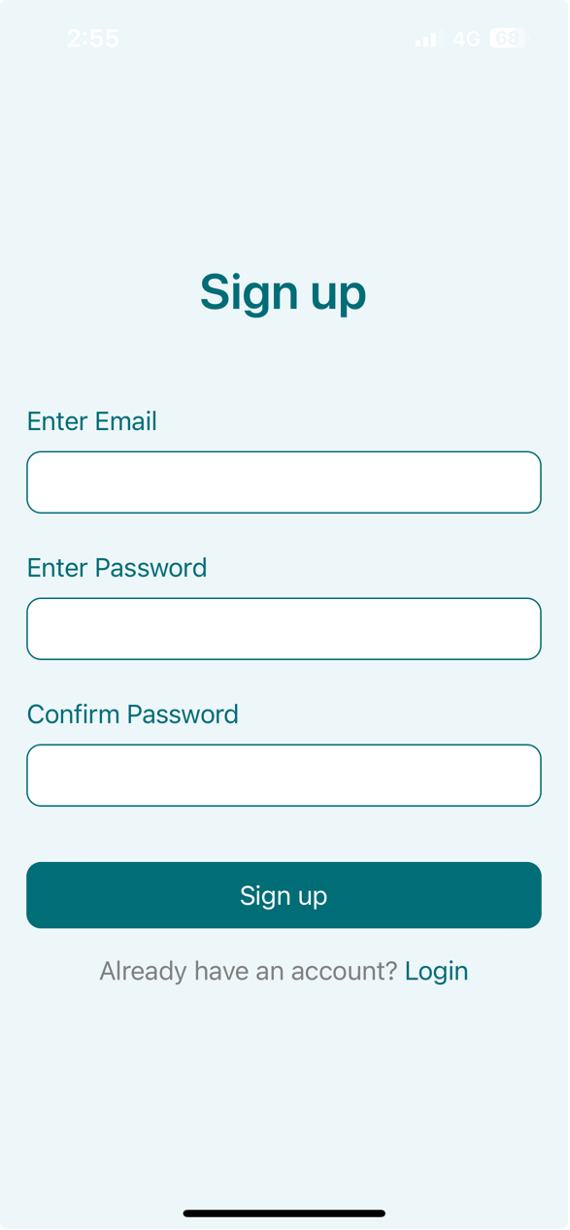 2:55 4G 68
Sign up
Enter Email
Enter Password
Confirm Password
Sign up
Already have an account? Login